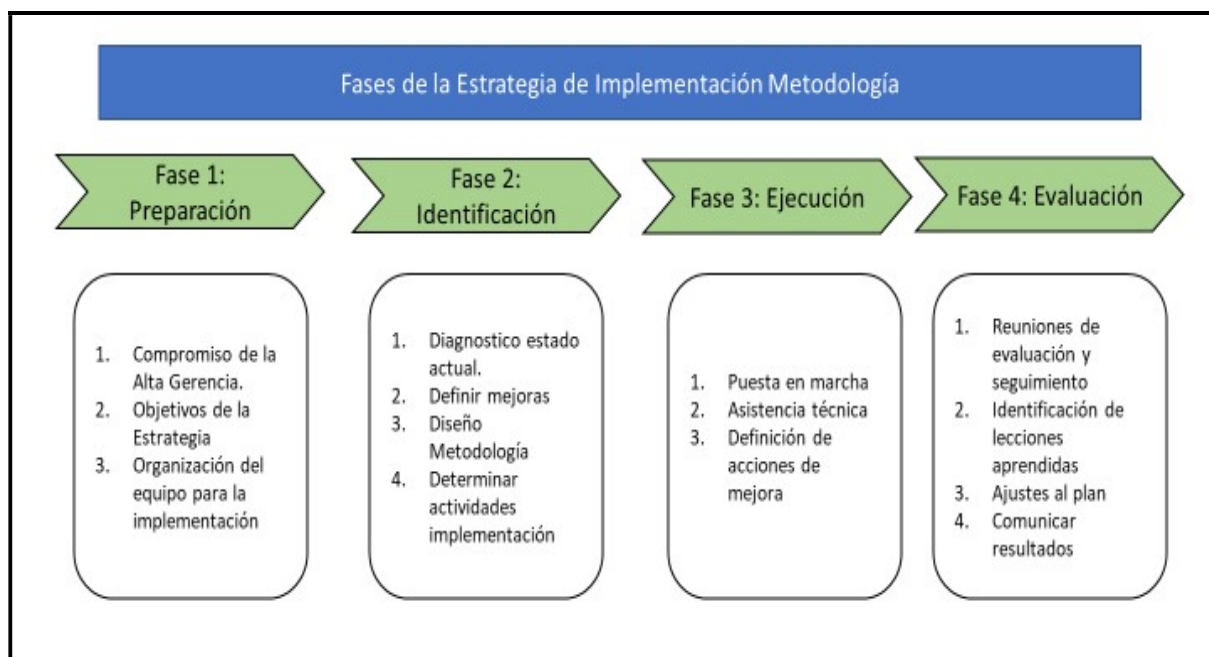 Fases de la Estrategia de Implementación Metodología
Fase 1:
Preparación
Fase 2:
Identificación
Fase 3: Ejecución
Fase 4: Evaluación
1. Compromiso de la
Alta Gerencia.
2. Objetivos de la
Estrategia
3. Organización del
equipo para la
implementación
1. Diagnostico estado
actual.
2. Definir mejoras
3. Diseño
Metodología
4. Determinar
actividades
implementación
1. Puesta en marcha
2. Asistencia técnica
3. Definición de
acciones de
mejora
1. Reuniones de
evaluación y
seguimiento
2. Identificación de
lecciones
aprendidas
3. Ajustes al plan
4. Comunicar
resultados